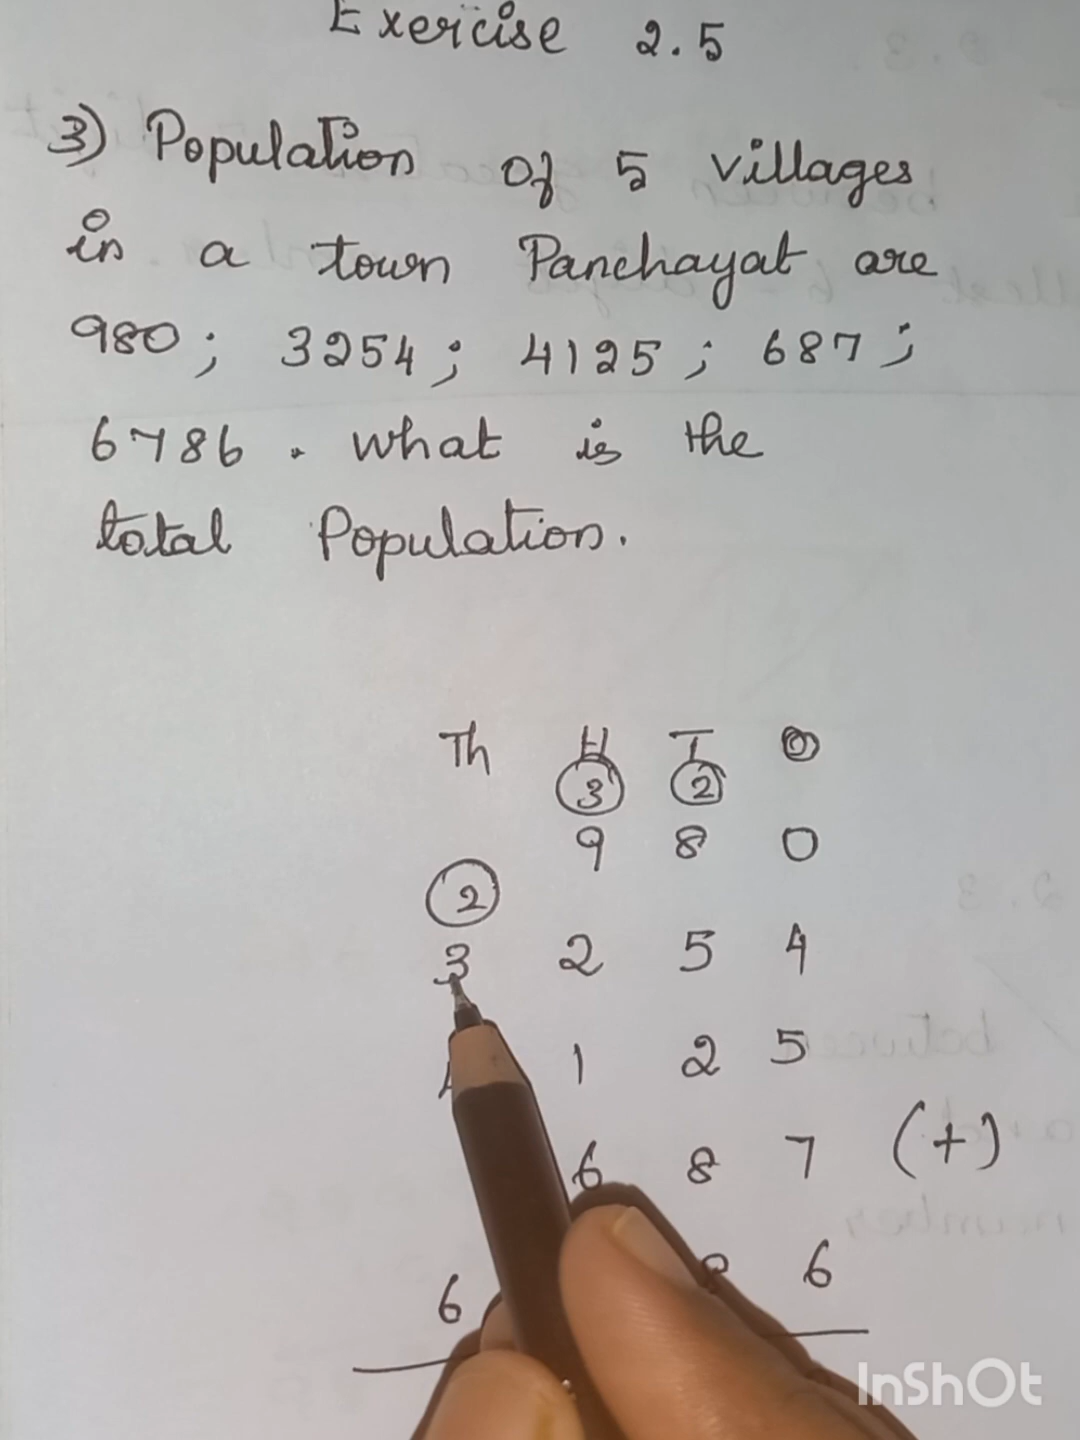 Exercise 2.5
3) Population of 5 villages
in a town Panchayat are
980; 3254; 4125; 687;
6786. what is the
total Population.
Th H T O
3 2
9 8 0
2
3 2 5 4
1 2 5
6 8 7 (+)
6 6
InShOt